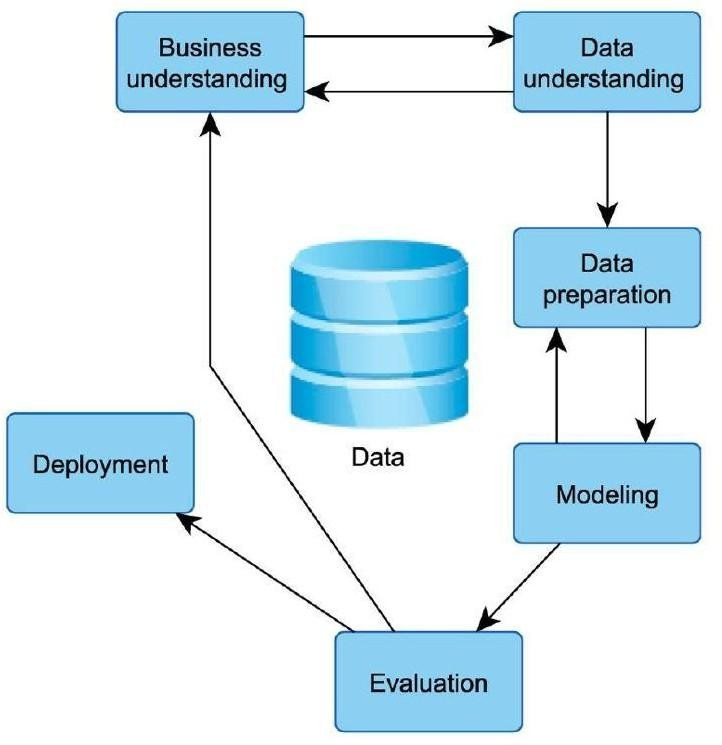 Business
understanding
Data
understanding
Data
preparation
Data
Deployment
Modeling
Evaluation